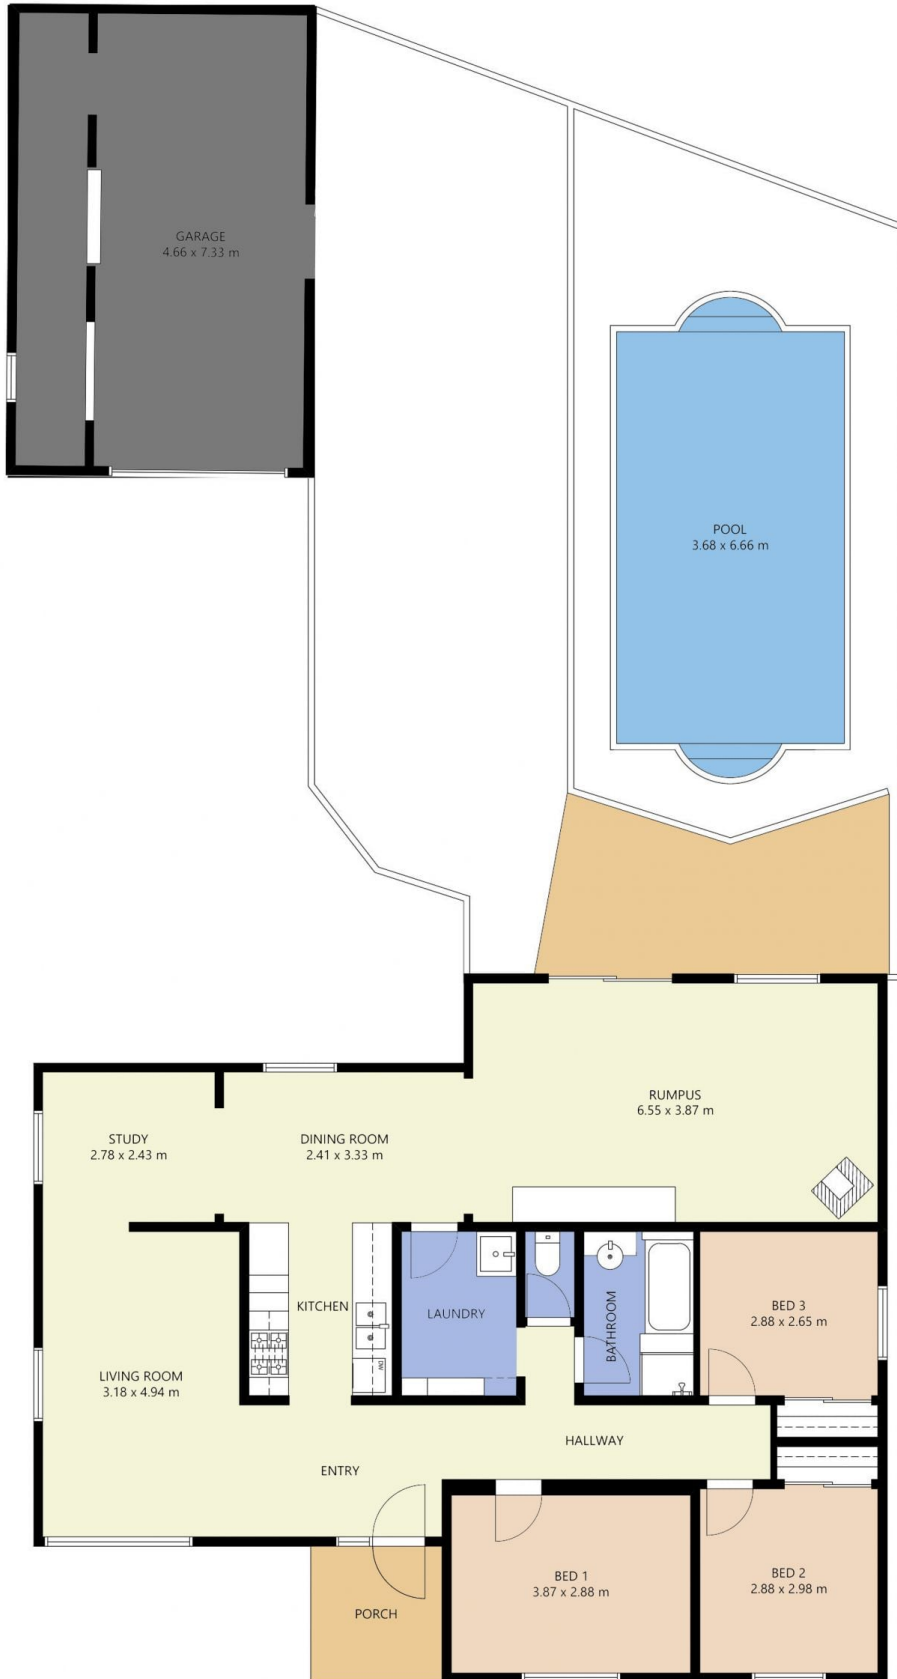 GARAGE
4.66 x 7.33 m
POOL
3.68 x 6.66 m
RUMPUS
6.55 x 3.87 m
STUDY
2.78 x 2.43 m
DINING ROOM
2.41 x 3.33 m
KITCHEN
LAUNDRY
BATHROOM
BED 3
2.88 x 2.65 m
DW
LIVING ROOM
3.18 x 4.94 m
HALLWAY
ENTRY
BED 1
3.87 x 2.88 m
BED 2
2.88 x 2.98 m
PORCH